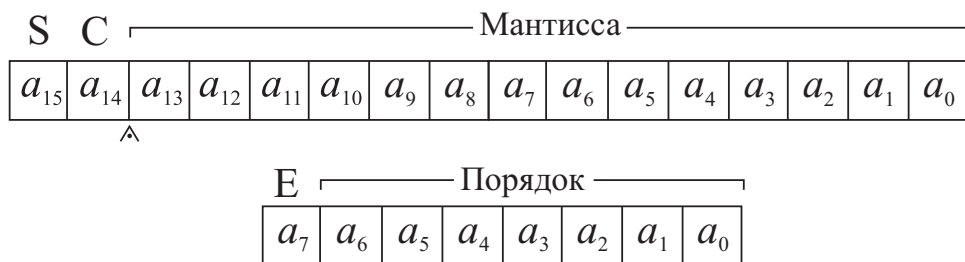 S C Мантисса
a₁₅ a₁₄ a₁₃ a₁₂ a₁₁ a₁₀ a₉ a₈ a₇ a₆ a₅ a₄ a₃ a₂ a₁ a₀
E Порядок
a₇ a₆ a₅ a₄ a₃ a₂ a₁ a₀